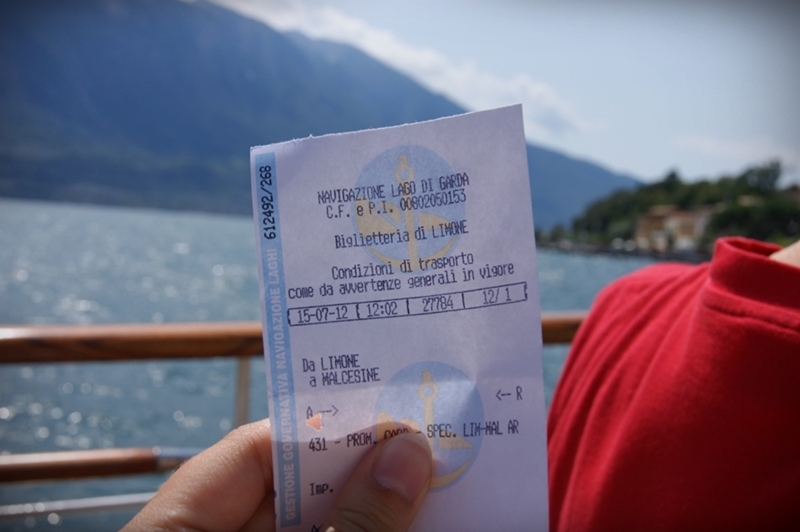 612492/268
GESTIONE GOVERNATIVA NAVIGAZIONE LAGHI
NAVIGAZIONE LAGO DI GARDA
C.F. e P.I. 00802050153
Biglietteria di LIMONE
Condizioni di trasporto
come da avvertenze generali in vigore
15-07-12 12:02 27784 12/ 1
Da LIMONE
a MALCESINE
A --> <-- R
431 - PROM. - SPEC. LIM-MAL AR
Imp.